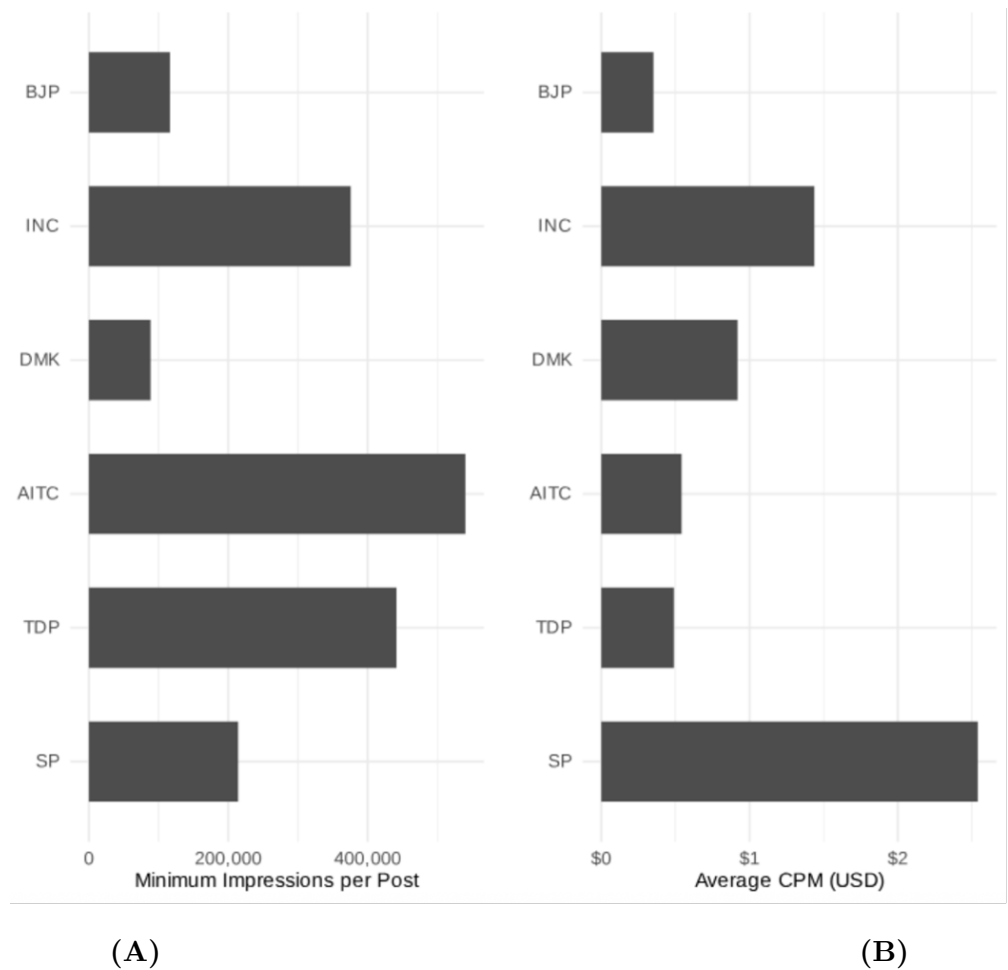 BJP
INC
DMK
AITC
TDP
SP
0 200,000 400,000
Minimum Impressions per Post
BJP
INC
DMK
AITC
TDP
SP
$0 $1 $2
Average CPM (USD)
(A) (B)